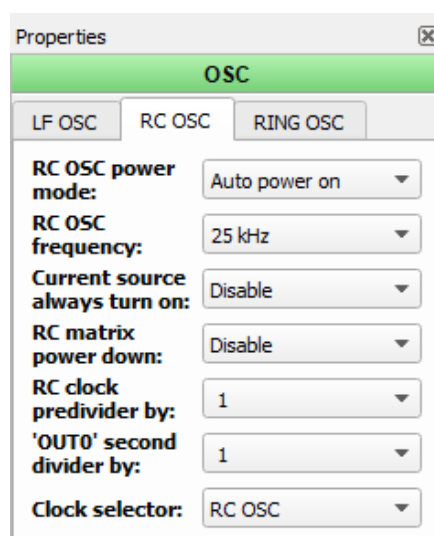 Properties
OSC
LF OSC RC OSC RING OSC
RC OSC power
mode: Auto power on
RC OSC
frequency: 25 kHz
Current source
always turn on: Disable
RC matrix
power down: Disable
RC clock
predivider by: 1
'OUT0' second
divider by: 1
Clock selector: RC OSC